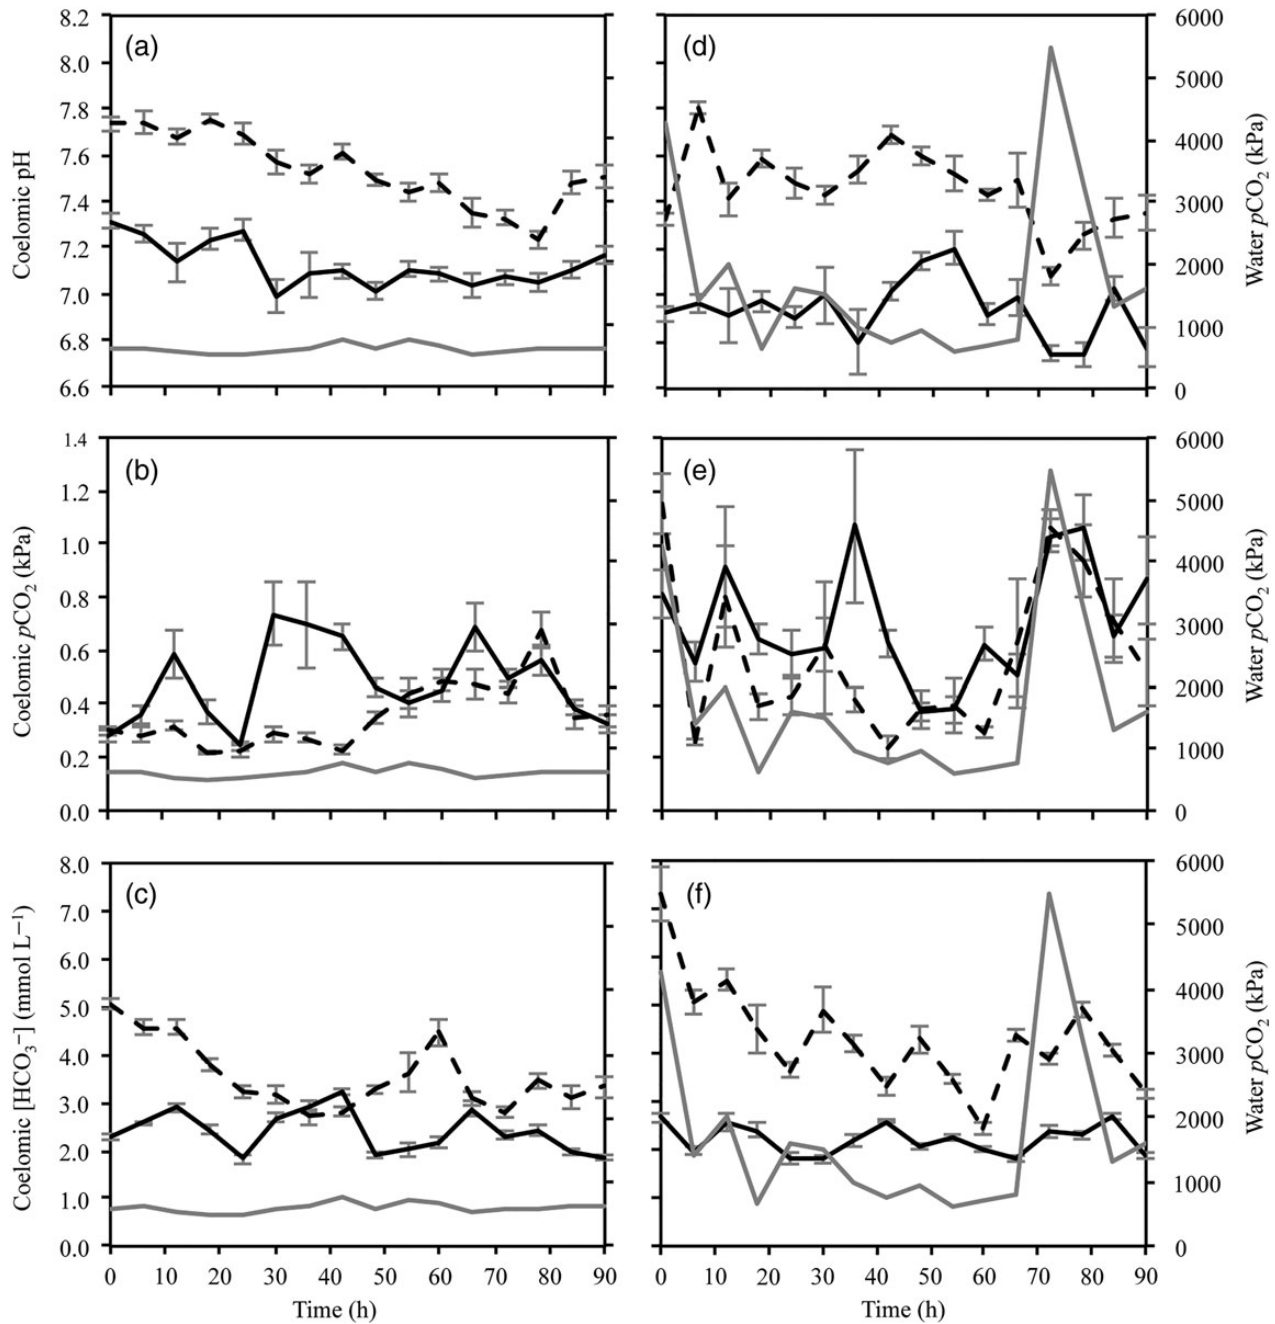 (a)
Coelomic pH
8.2
8.0
7.8
7.6
7.4
7.2
7.0
6.8
6.6
(d)
6000
5000
4000
3000
2000
1000
0
Water pCO₂ (kPa)
(b)
Coelomic pCO₂ (kPa)
1.4
1.2
1.0
0.8
0.6
0.4
0.2
0.0
(e)
6000
5000
4000
3000
2000
1000
0
Water pCO₂ (kPa)
(c)
Coelomic [HCO₃⁻] (mmol L⁻¹)
8.0
7.0
6.0
5.0
4.0
3.0
2.0
1.0
0.0
0 10 20 30 40 50 60 70 80 90
Time (h)
(f)
6000
5000
4000
3000
2000
1000
0
Water pCO₂ (kPa)
0 10 20 30 40 50 60 70 80 90
Time (h)